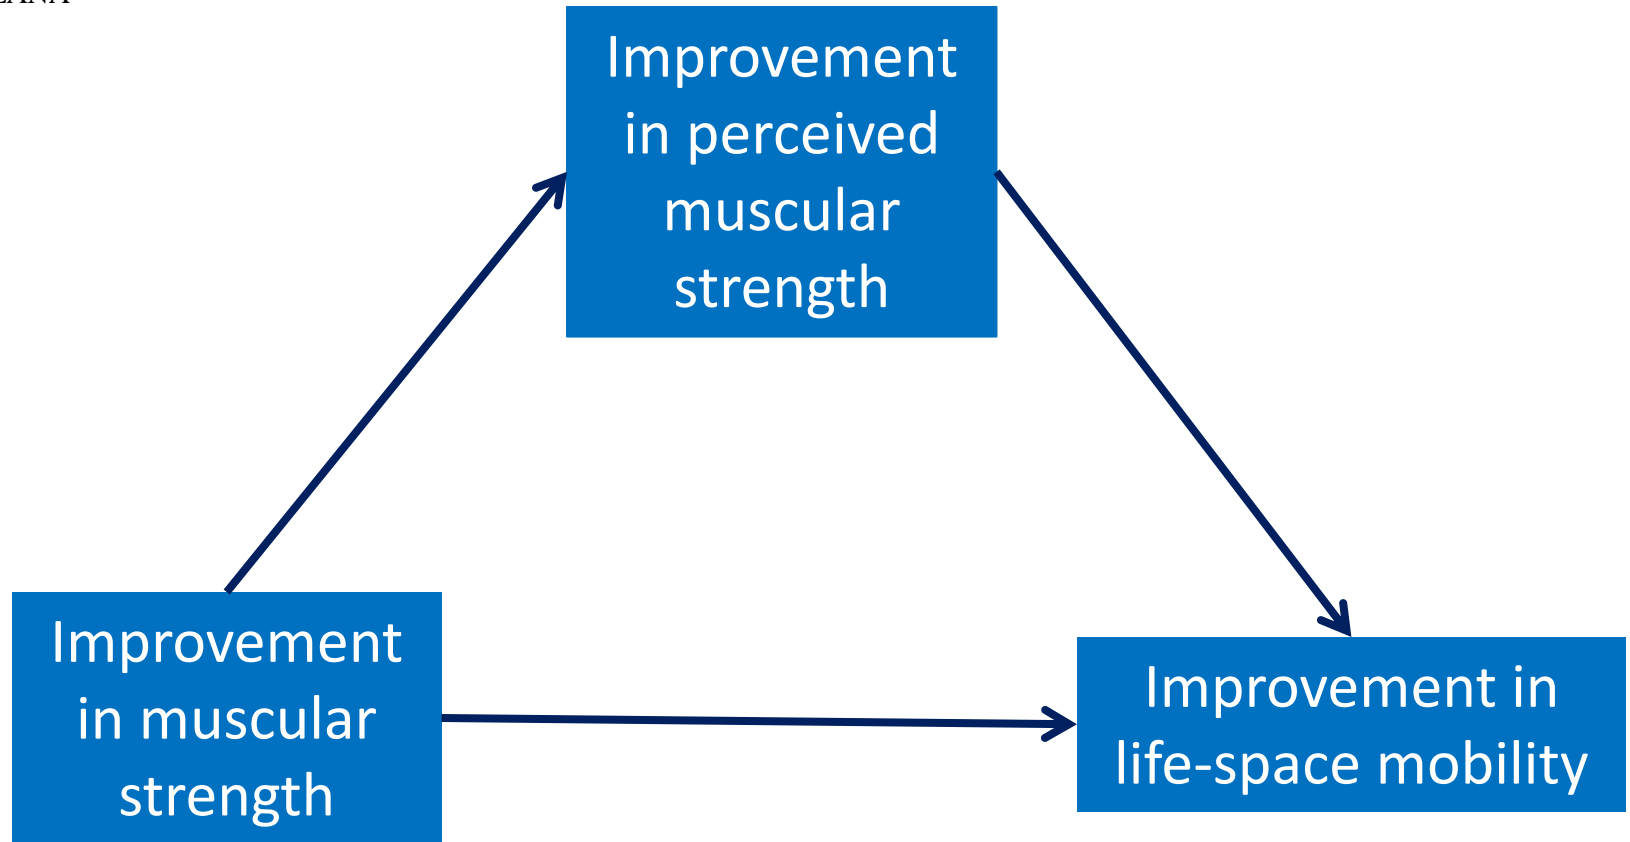 Improvement
in perceived
muscular
strength
Improvement
in muscular
strength
Improvement in
life-space mobility